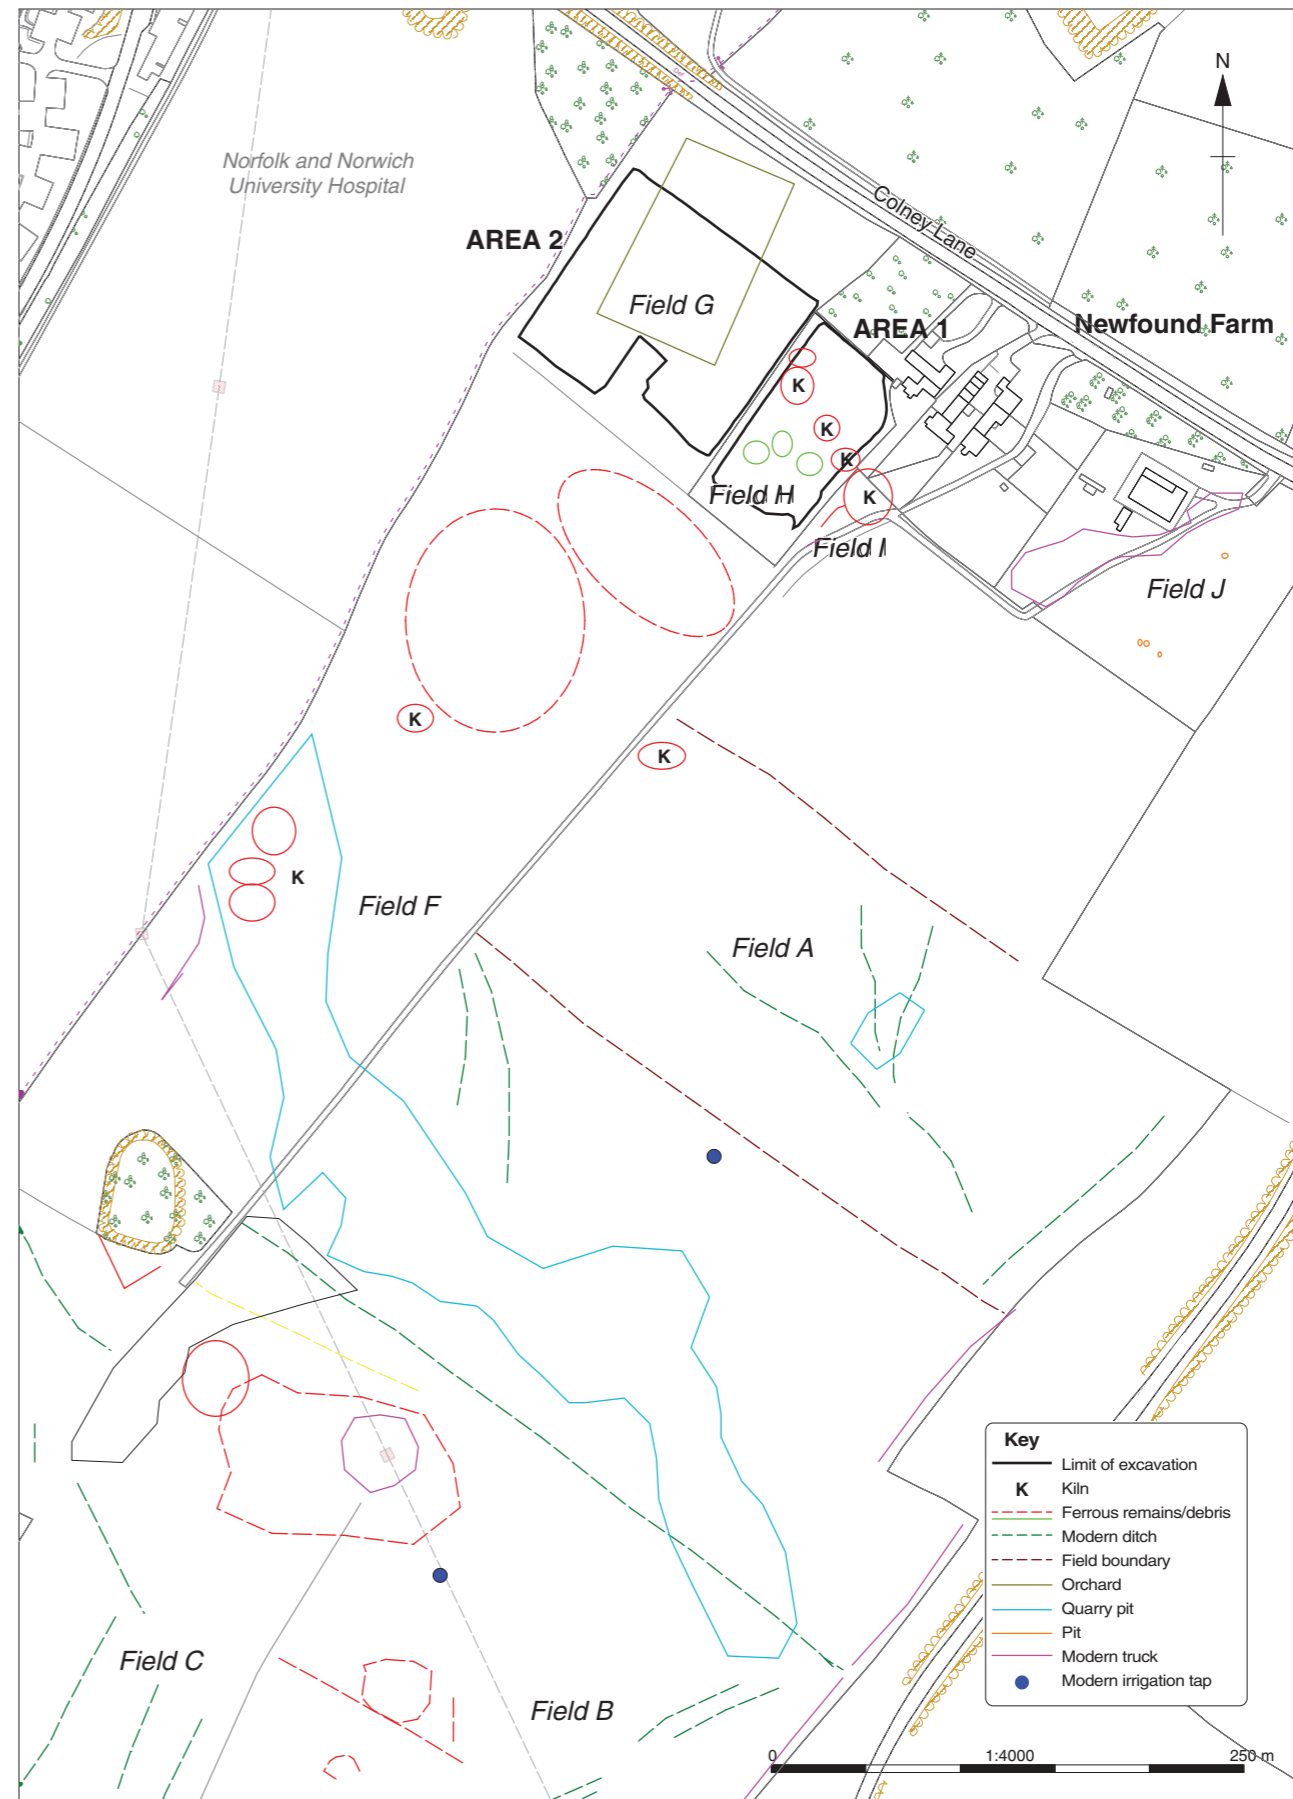 N
Norfolk and Norwich
University Hospital
Colney Lane
AREA 2
Field G
AREA 1
Newfound Farm
K
K
K
K
Field H
Field I
Field J
K
K
K
Field F
Field A
Key
Limit of excavation
K Kiln
Ferrous remains/debris
Modern ditch
Field boundary
Orchard
Quarry pit
Pit
Modern truck
Modern irrigation tap
Field C
Field B
0 1:4000 250 m